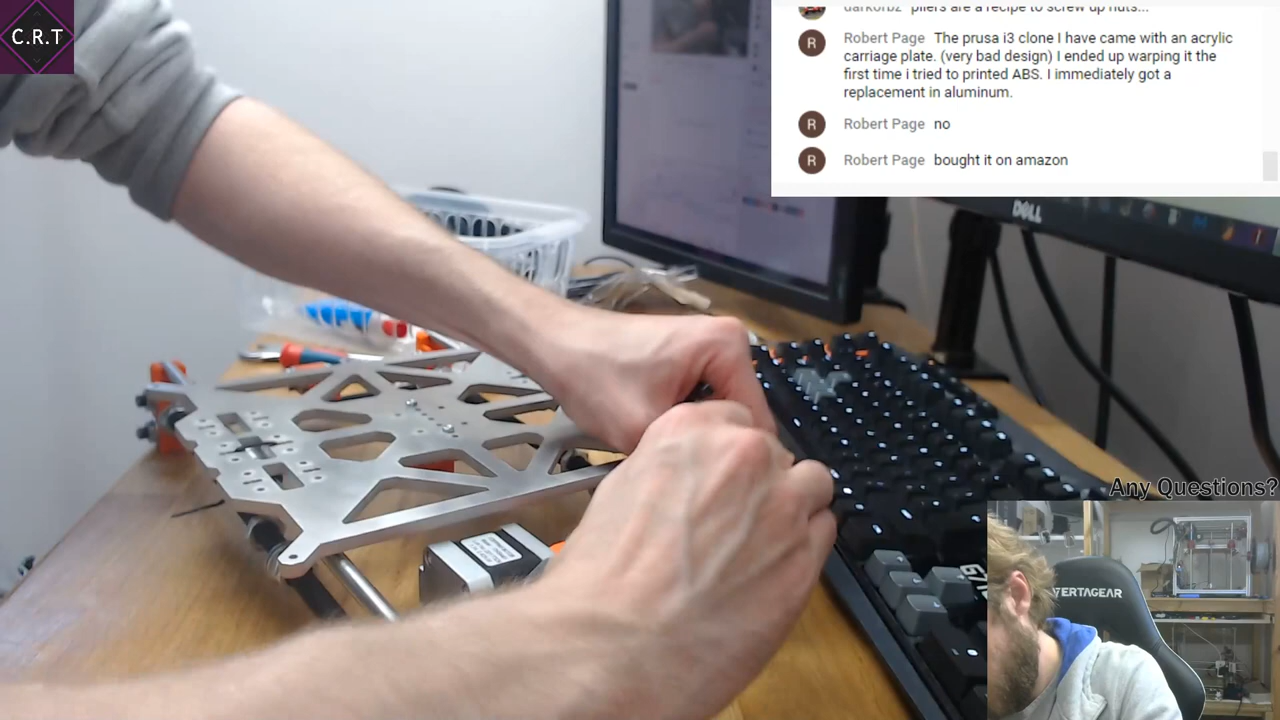 C.R.T
darkorbz pliers are a recipe to screw up nuts...
Robert Page The prusa i3 clone I have came with an acrylic
carriage plate. (very bad design) I ended up warping it the
first time i tried to printed ABS. I immediately got a
replacement in aluminum.
R
Robert Page no
R
Robert Page bought it on amazon
R
DELL
Any Questions?
VERTAGEAR